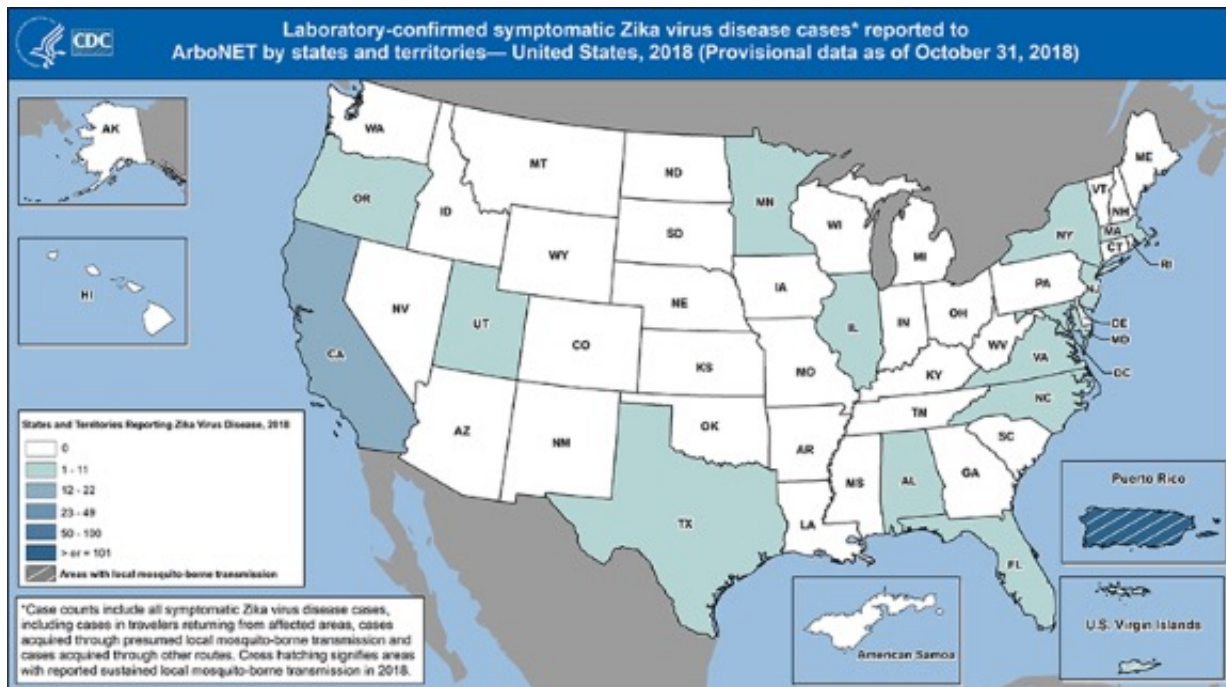 Laboratory-confirmed symptomatic Zika virus disease cases* reported to
ArboNET by states and territories— United States, 2018 (Provisional data as of October 31, 2018)
CDC
AK
HI
WA
OR
CA
ID
NV
MT
WY
UT
AZ
CO
NM
ND
SD
NE
KS
OK
TX
MN
IA
MO
AR
LA
WI
IL
MI
IN
OH
KY
TN
MS
AL
GA
FL
SC
NC
VA
WV
PA
NY
VT
NH
ME
MA
CT
RI
NJ
DE
MD
DC
States and Territories Reporting Zika Virus Disease, 2018
0
1 - 11
12 - 22
23 - 49
50 - 100
> or = 101
Areas with local mosquito-borne transmission
*Case counts include all symptomatic Zika virus disease cases,
including cases in travelers returning from affected areas, cases
acquired through presumed local mosquito-borne transmission and
cases acquired through other routes. Cross hatching signifies areas
with reported sustained local mosquito-borne transmission in 2018.
American Samoa
Puerto Rico
U.S. Virgin Islands